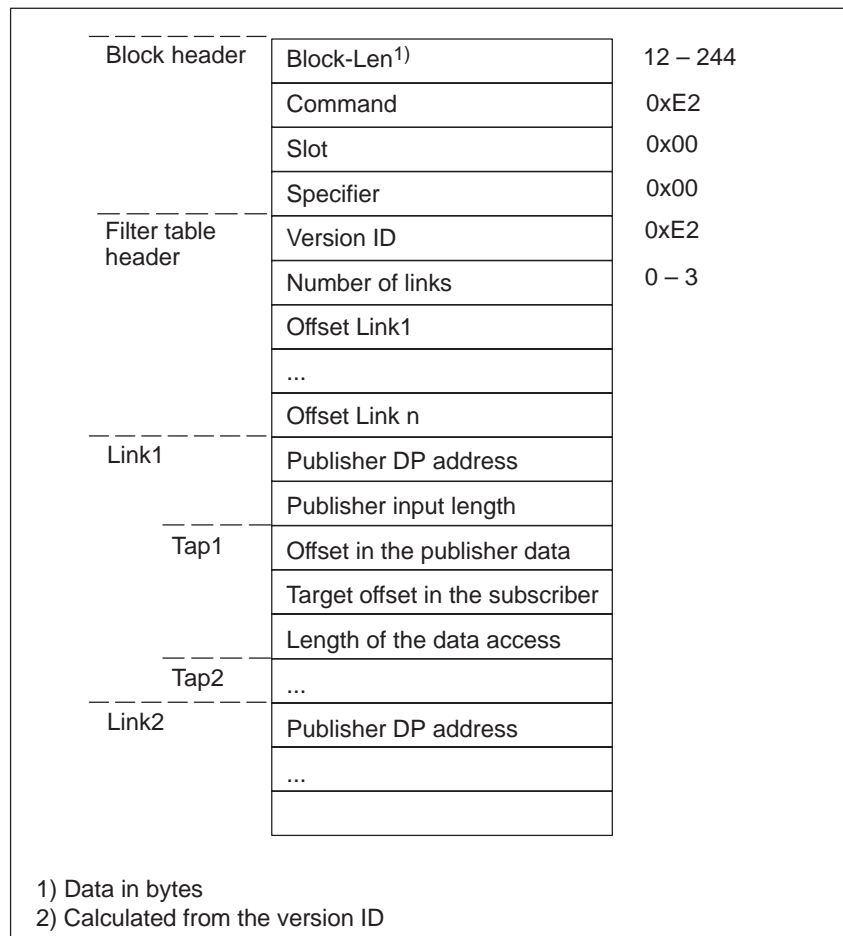 Block header Block-Len1) 12 – 244
Command 0xE2
Slot 0x00
Specifier 0x00
Filter table header Version ID 0xE2
Number of links 0 – 3
Offset Link1
...
Offset Link n
Link1 Publisher DP address
Publisher input length
Tap1 Offset in the publisher data
Target offset in the subscriber
Length of the data access
Tap2 ...
Link2 Publisher DP address
...
1) Data in bytes
2) Calculated from the version ID